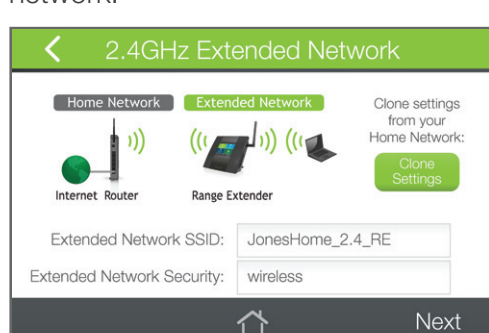 network.
2.4GHz Extended Network
Home Network
Extended Network
Clone settings
from your
Home Network:
Clone
Settings
Internet Router
Range Extender
Extended Network SSID: JonesHome_2.4_RE
Extended Network Security: wireless
Next